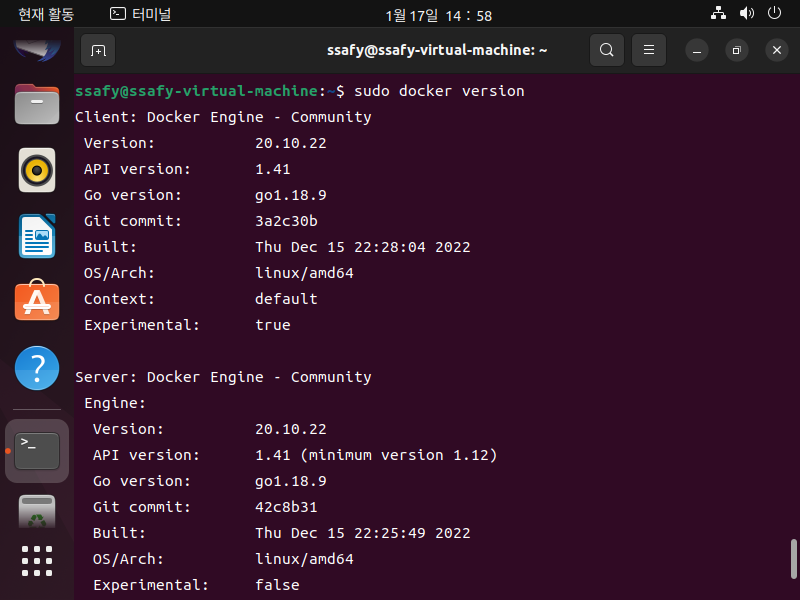 현재 활동
터미널
1월 17일 14 : 58
ssafy@ssafy-virtual-machine: ~
ssafy@ssafy-virtual-machine:~$ sudo docker version
Client: Docker Engine - Community
Version: 20.10.22
API version: 1.41
Go version: go1.18.9
Git commit: 3a2c30b
Built: Thu Dec 15 22:28:04 2022
OS/Arch: linux/amd64
Context: default
Experimental: true
Server: Docker Engine - Community
Engine:
Version: 20.10.22
API version: 1.41 (minimum version 1.12)
Go version: go1.18.9
Git commit: 42c8b31
Built: Thu Dec 15 22:25:49 2022
OS/Arch: linux/amd64
Experimental: false